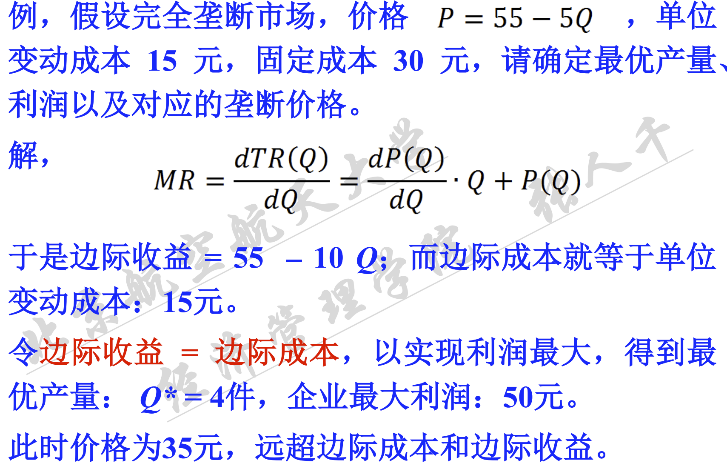 例，假设完全垄断市场，价格 P = 55 − 5Q ，单位
变动成本 15 元，固定成本 30 元，请确定最优产量、
利润以及对应的垄断价格。
解，
MR = dTR(Q)/dQ = dP(Q)/dQ · Q + P(Q)
于是边际收益 = 55 – 10 Q；而边际成本就等于单位
变动成本：15元。
令边际收益 = 边际成本，以实现利润最大，得到最
优产量： Q* = 4件，企业最大利润：50元。
此时价格为35元，远超边际成本和边际收益。
北京航空航天大学
经济管理学院 韩人千